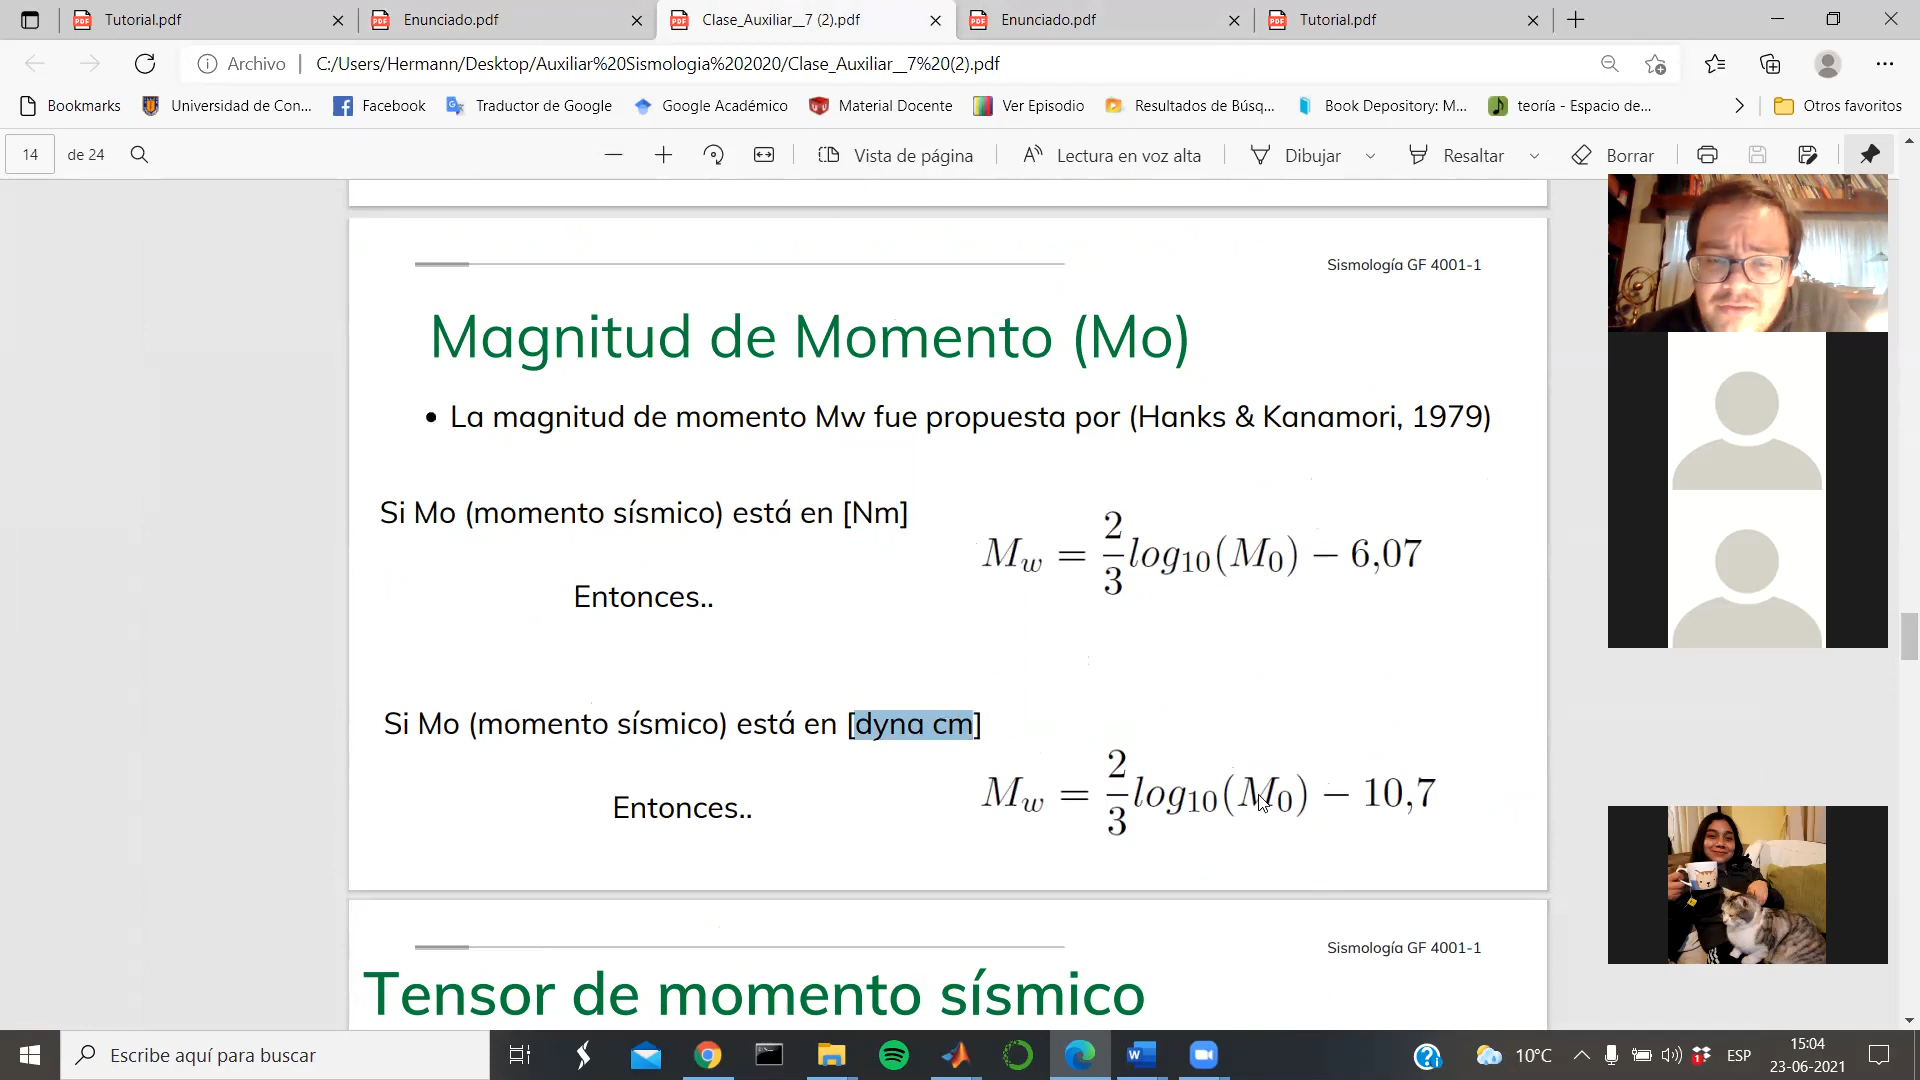 Tutorial.pdf
Enunciado.pdf
Clase_Auxiliar__7 (2).pdf
Enunciado.pdf
Tutorial.pdf
Archivo
C:/Users/Hermann/Desktop/Auxiliar%20Sismologia%202020/Clase_Auxiliar__7%20(2).pdf
Bookmarks
Universidad de Con...
Facebook
Traductor de Google
Google Académico
Material Docente
Ver Episodio
Resultados de Búsq...
Book Depository: M...
teoría - Espacio de...
Otros favoritos
14 de 24
Vista de página
Lectura en voz alta
Dibujar
Resaltar
Borrar
Sismología GF 4001-1
Magnitud de Momento (Mo)
• La magnitud de momento Mw fue propuesta por (Hanks & Kanamori, 1979)
Si Mo (momento sísmico) está en [Nm]
M_w = 2/3 log10(M0) − 6,07
Entonces..
Si Mo (momento sísmico) está en [dyna cm]
M_w = 2/3 log10(M0) − 10,7
Entonces..
Sismología GF 4001-1
Tensor de momento sísmico
Escribe aquí para buscar
10°C
ESP
15:04
23-06-2021